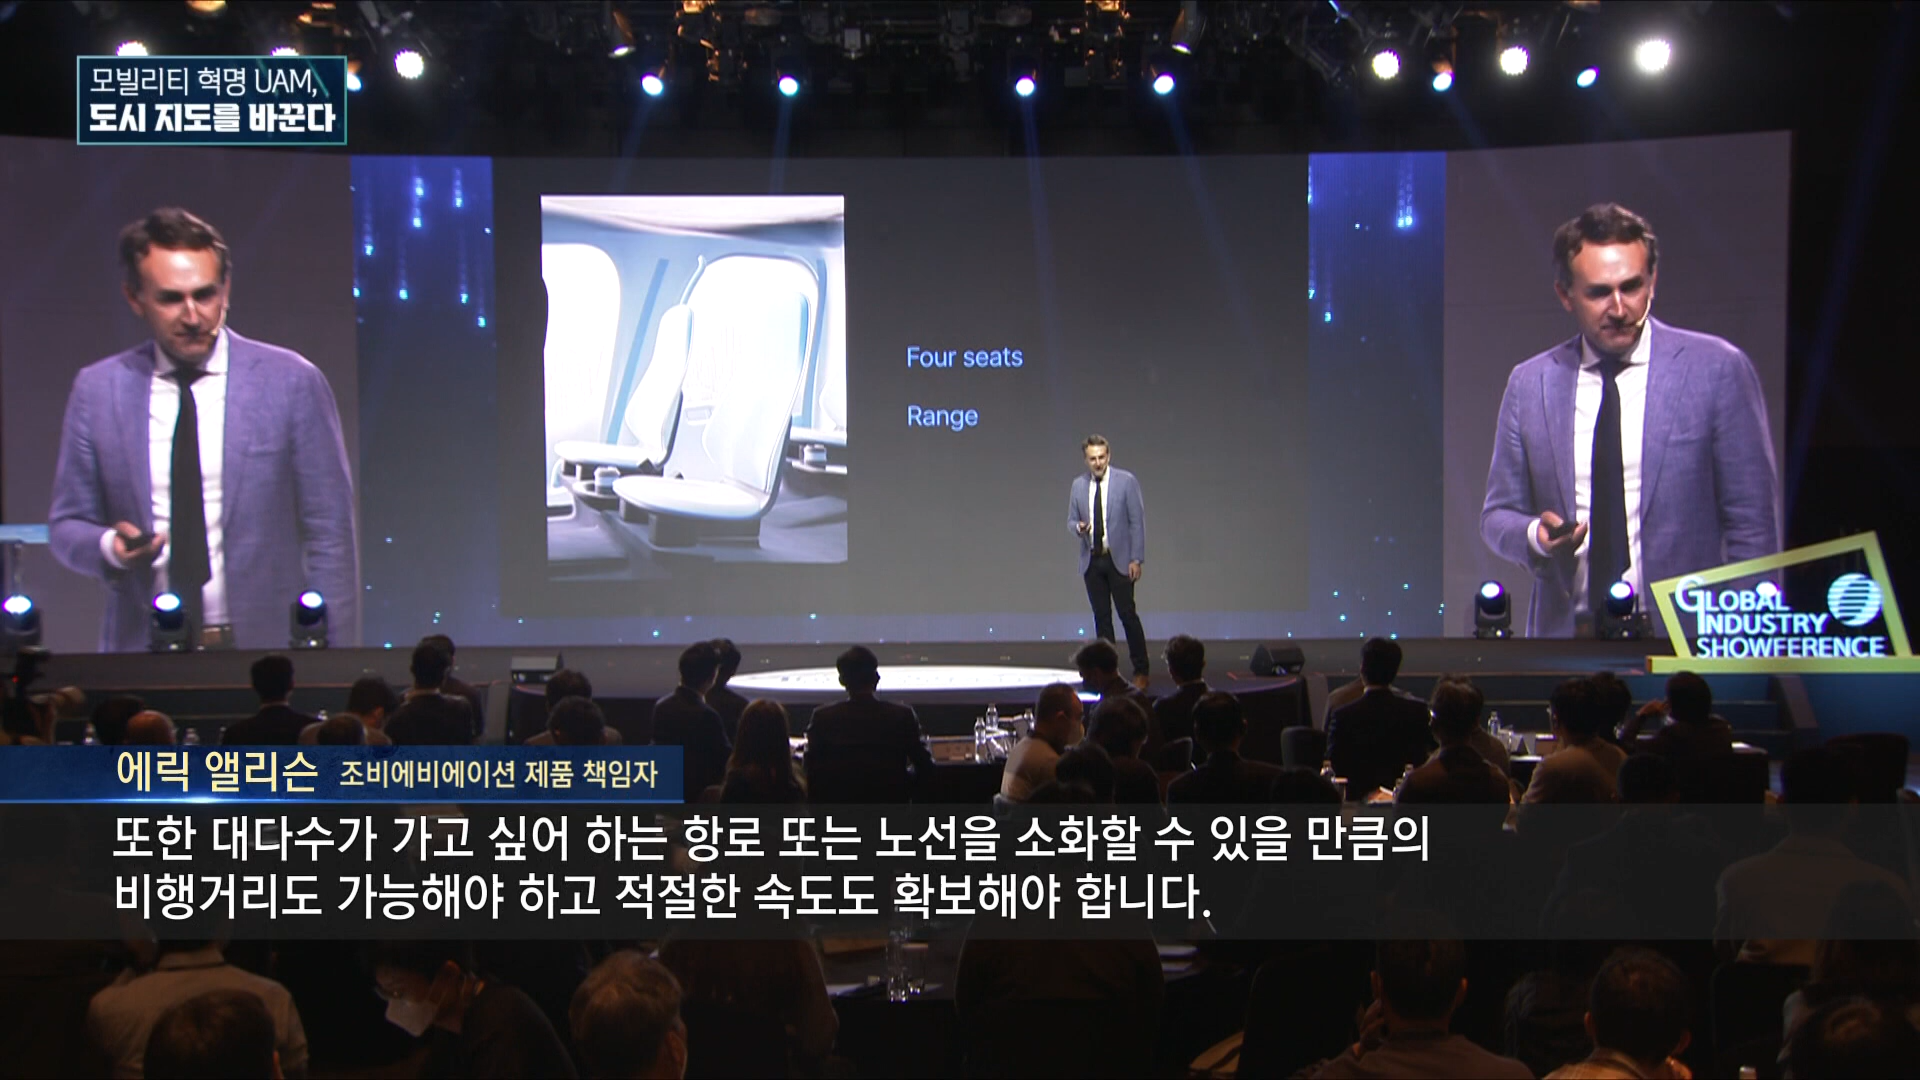 모빌리티 혁명 UAM,
도시 지도를 바꾼다
Four seats
Range
GLOBAL
INDUSTRY
SHOWFERENCE
에릭 앨리슨 조비에비에이션 제품 책임자
또한 대다수가 가고 싶어 하는 항로 또는 노선을 소화할 수 있을 만큼의
비행거리도 가능해야 하고 적절한 속도도 확보해야 합니다.